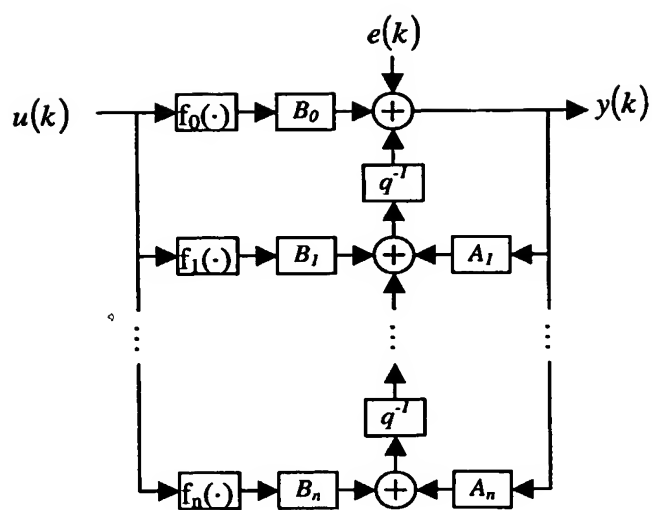 e(k)
u(k) f₀(·) B₀ + y(k)
q⁻¹
f₁(·) B₁ + A₁
⋮ ⋮ ⋮
q⁻¹
fₙ(·) Bₙ + Aₙ